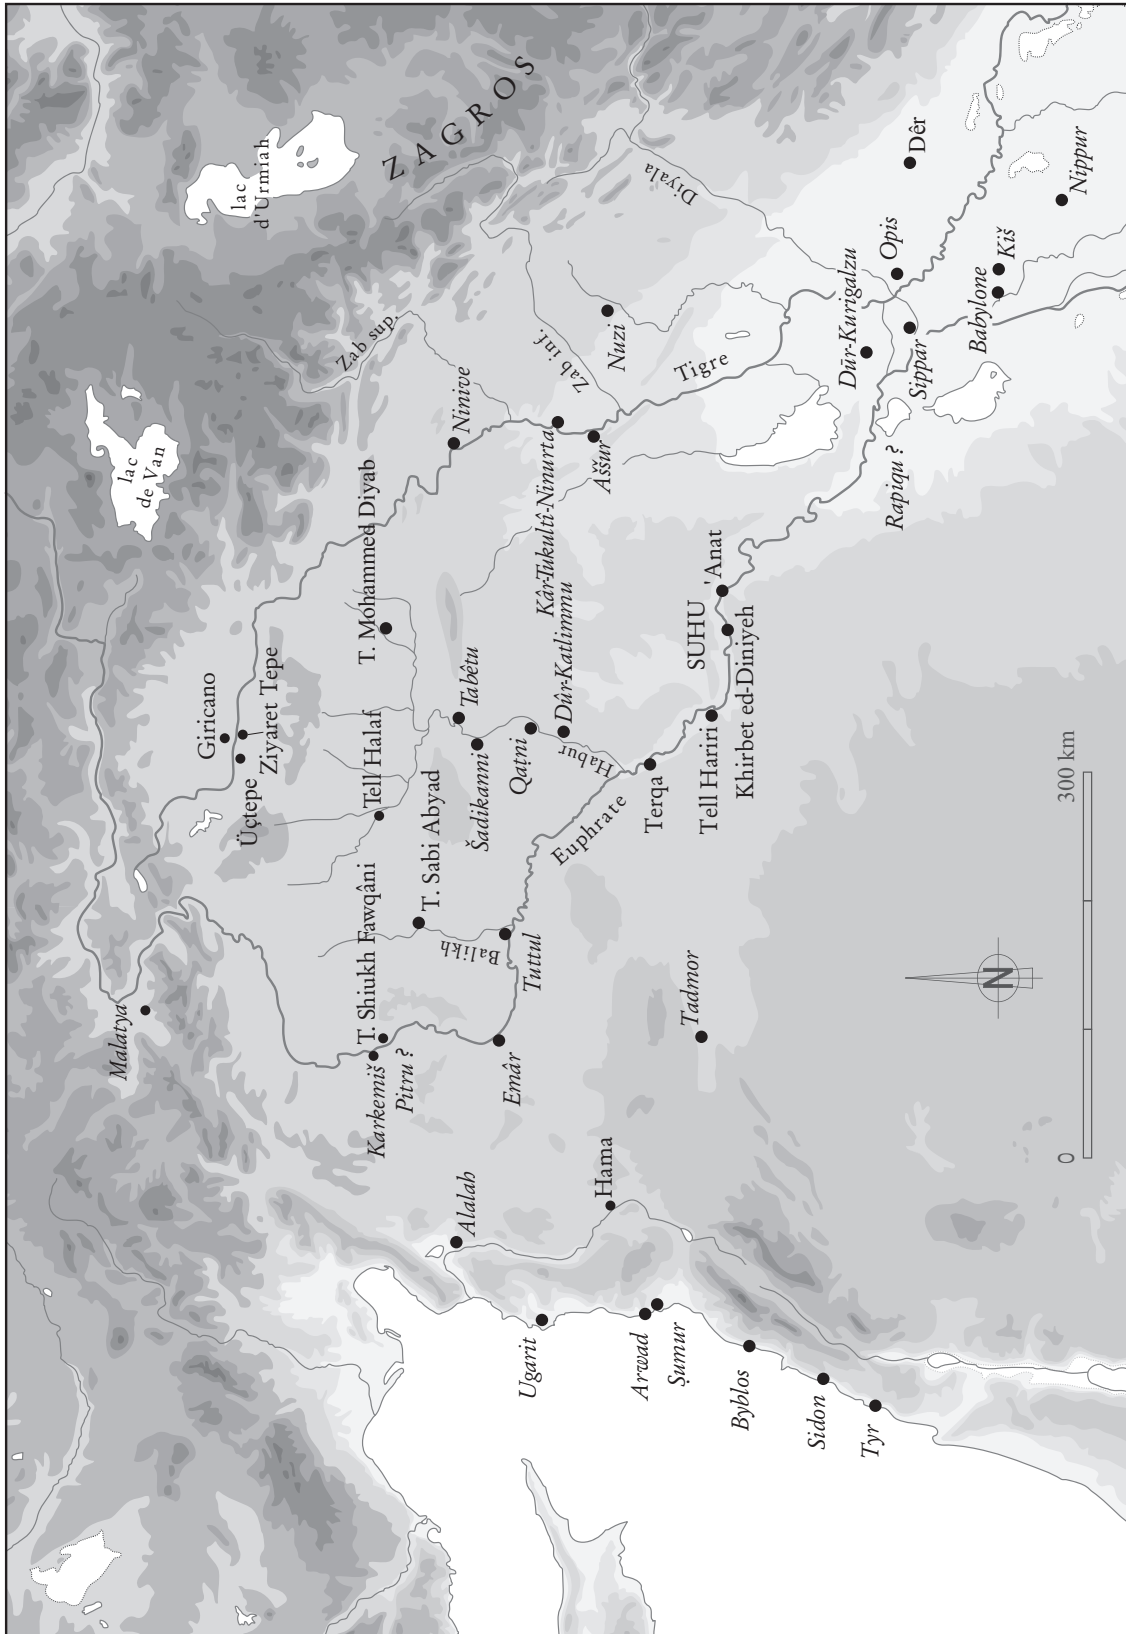 lac
de Van
lac
d'Urmiah
ZAGROS
Malatya
Giricano
Üçtepe
Ziyaret Tepe
Zab sup.
Karkemiš
T. Shiukh Fawqâni
Pitru ?
Tell Halaf
T. Mohammed Diyab
Ninive
T. Sabi Abyad
Balikh
Alalah
Emâr
Tuttul
Šadikanni
Tabêtu
Qaṭni
Dûr-Katlimmu
Habur
Kâr-Tukultî-Ninurta
Aššur
Zab inf.
Nuzi
Tigre
Diyala
Ugarit
Hama
Arwad
Ṣumur
Euphrate
Terqa
Tell Hariri
SUHU
'Anat
Khirbet ed-Diniyeh
Tadmor
Byblos
Sidon
Tyr
Rapiqu ?
Dūr-Kurigalzu
Opis
Sippar
Dêr
Babylone
Kiš
Nippur
N
0
300 km